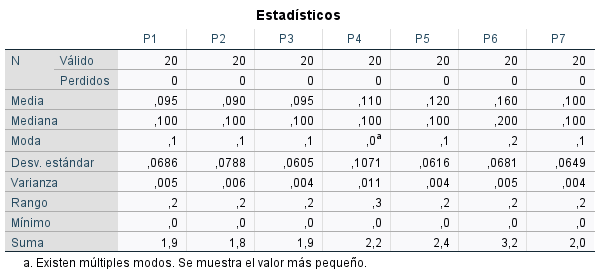 Estadísticos
P1 P2 P3 P4 P5 P6 P7
N Válido 20 20 20 20 20 20 20
Perdidos 0 0 0 0 0 0 0
Media ,095 ,090 ,095 ,110 ,120 ,160 ,100
Mediana ,100 ,100 ,100 ,100 ,100 ,200 ,100
Moda ,1 ,1 ,1 ,0a ,1 ,2 ,1
Desv. estándar ,0686 ,0788 ,0605 ,1071 ,0616 ,0681 ,0649
Varianza ,005 ,006 ,004 ,011 ,004 ,005 ,004
Rango ,2 ,2 ,2 ,3 ,2 ,2 ,2
Mínimo ,0 ,0 ,0 ,0 ,0 ,0 ,0
Suma 1,9 1,8 1,9 2,2 2,4 3,2 2,0
a. Existen múltiples modos. Se muestra el valor más pequeño.